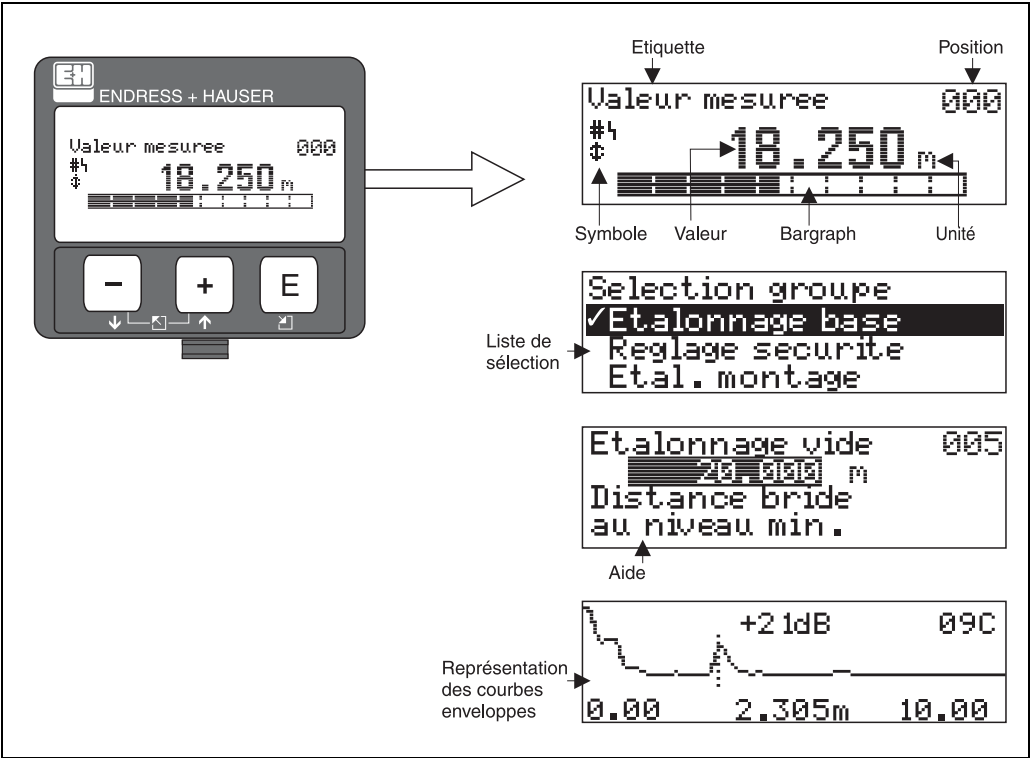 E+H
ENDRESS + HAUSER
Valeur mesuree 000
18.250 m
- + E
Etiquette Position
Valeur mesuree 000
18.250 m
Symbole Valeur Bargraph Unité
Selection groupe
✓Etalonnage base
Reglage securite
Etal. montage
Liste de
sélection
Etalonnage vide 005
20.000 m
Distance bride
au niveau min.
Aide
+21dB 09C
0.00 2.305m 10.00
Représentation
des courbes
enveloppes